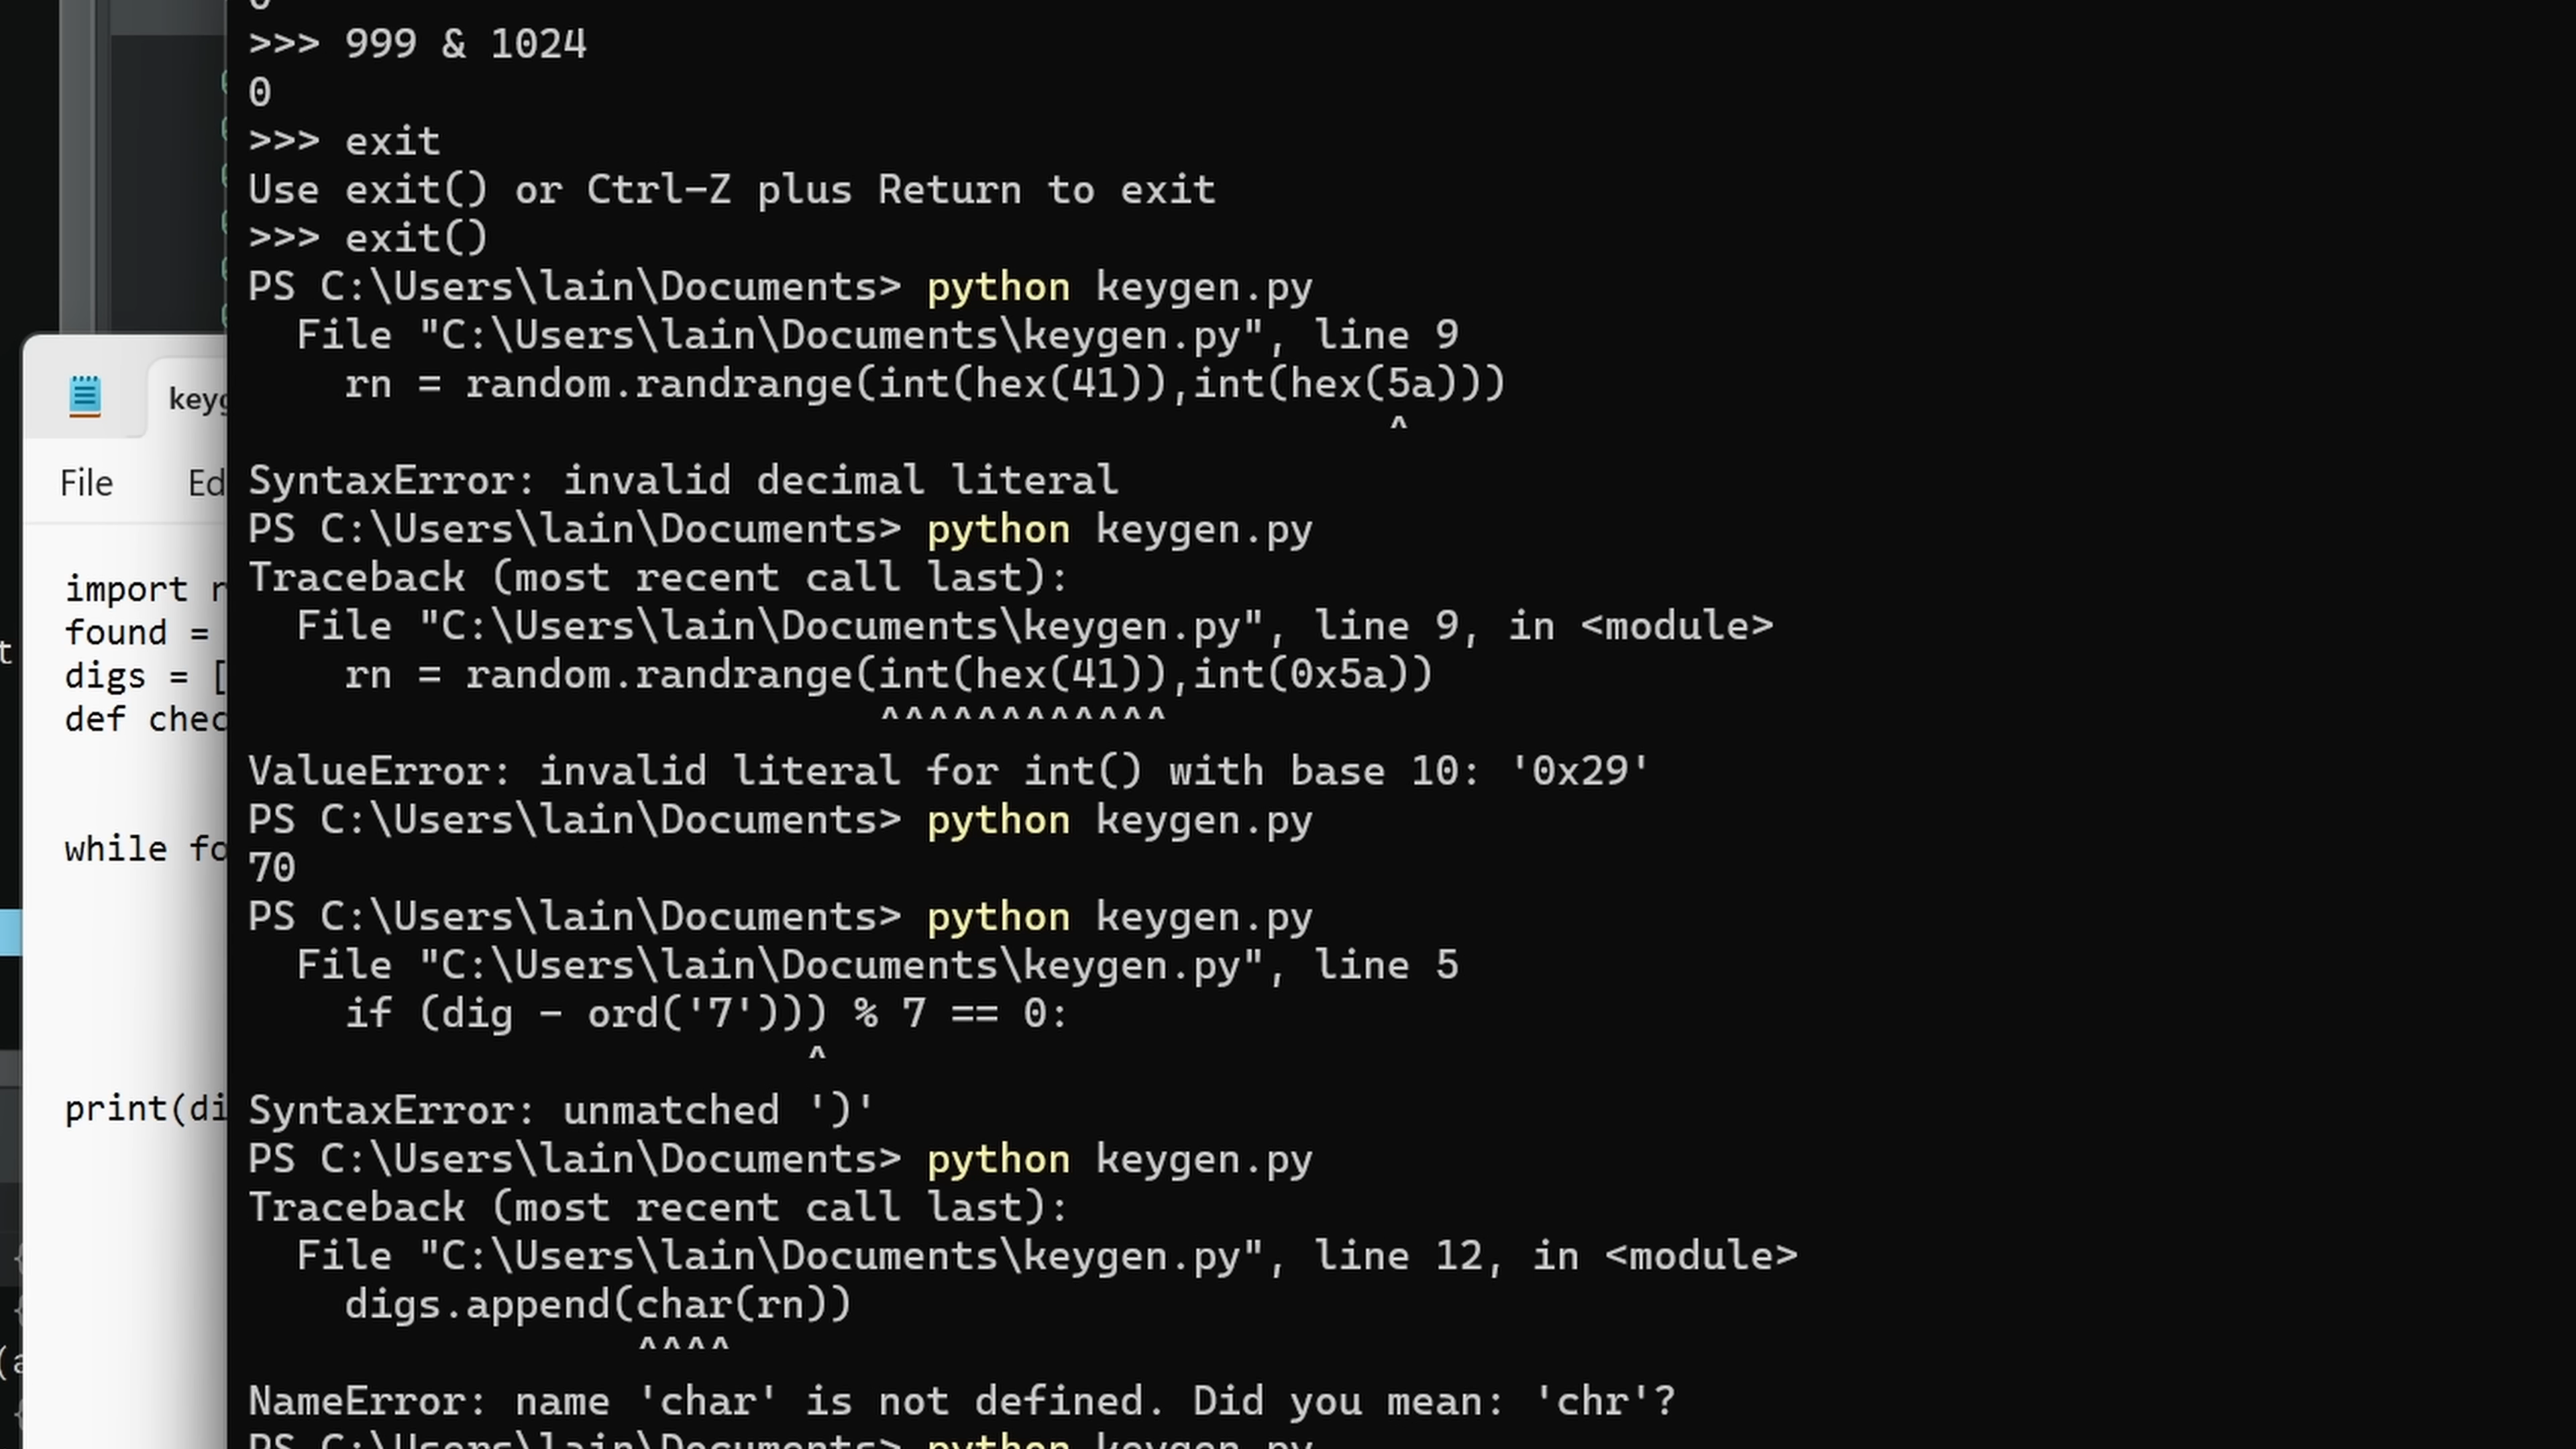 >>> 999 & 1024
0
>>> exit
Use exit() or Ctrl-Z plus Return to exit
>>> exit()
PS C:\Users\lain\Documents> python keygen.py
  File "C:\Users\lain\Documents\keygen.py", line 9
    rn = random.randrange(int(hex(41)),int(hex(5a)))
                                               ^
SyntaxError: invalid decimal literal
PS C:\Users\lain\Documents> python keygen.py
Traceback (most recent call last):
  File "C:\Users\lain\Documents\keygen.py", line 9, in <module>
    rn = random.randrange(int(hex(41)),int(0x5a))
                          ^^^^^^^^^^^^
ValueError: invalid literal for int() with base 10: '0x29'
PS C:\Users\lain\Documents> python keygen.py
70
PS C:\Users\lain\Documents> python keygen.py
  File "C:\Users\lain\Documents\keygen.py", line 5
    if (dig - ord('7'))) % 7 == 0:
                       ^
SyntaxError: unmatched ')'
PS C:\Users\lain\Documents> python keygen.py
Traceback (most recent call last):
  File "C:\Users\lain\Documents\keygen.py", line 12, in <module>
    digs.append(char(rn))
                ^^^^
NameError: name 'char' is not defined. Did you mean: 'chr'?
PS C:\Users\lain\Documents> python keygen.py
keyg
File Ed
import r
found =
digs = [
def chec
while fo
print(di